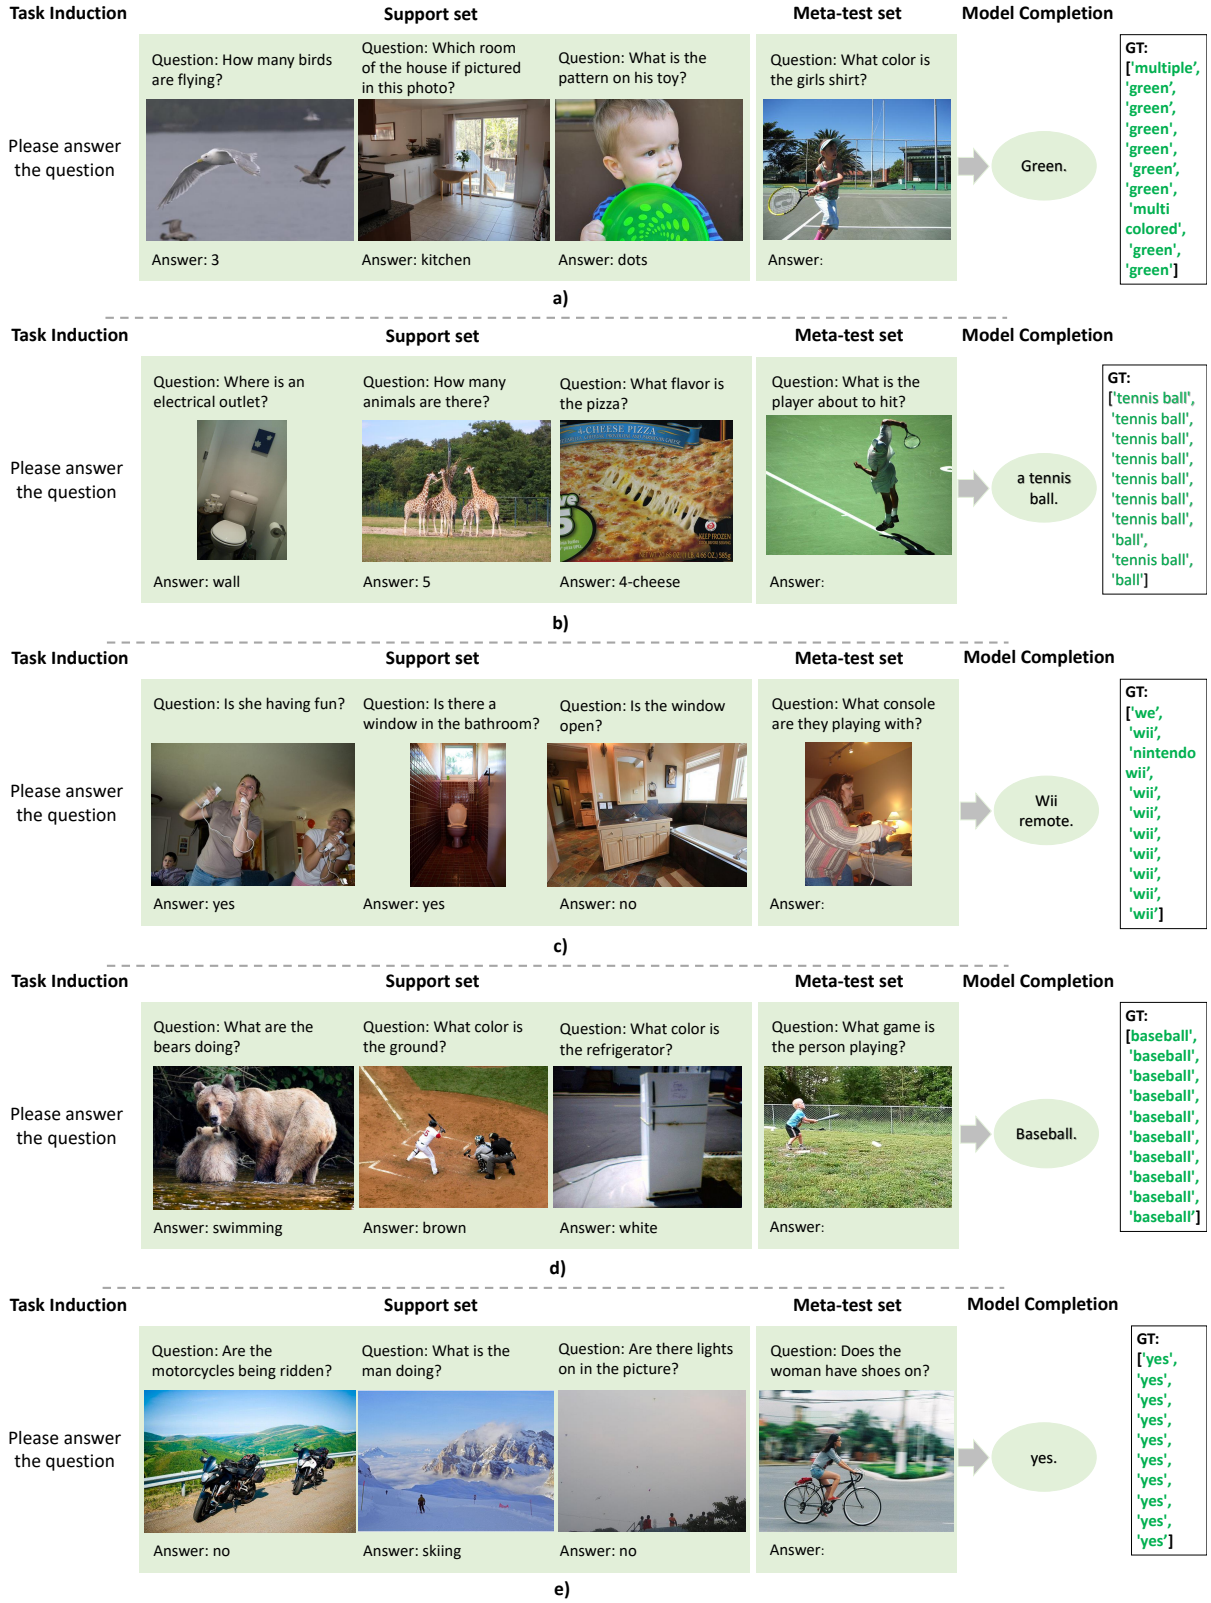 Task Induction
Support set
Meta-test set
Model Completion
Please answer
the question
Question: How many birds
are flying?
Answer: 3
Question: Which room
of the house if pictured
in this photo?
Answer: kitchen
Question: What is the
pattern on his toy?
Answer: dots
Question: What color is
the girls shirt?
Answer:
Green.
GT:
['multiple',
'green',
'green',
'green',
'green',
'green',
'green',
'multi
colored',
'green',
'green']
a)
Task Induction
Support set
Meta-test set
Model Completion
Please answer
the question
Question: Where is an
electrical outlet?
Answer: wall
Question: How many
animals are there?
Answer: 5
Question: What flavor is
the pizza?
4-CHEESE PIZZA
KEEP FROZEN
Answer: 4-cheese
Question: What is the
player about to hit?
Answer:
a tennis
ball.
GT:
['tennis ball',
'tennis ball',
'tennis ball',
'tennis ball',
'tennis ball',
'tennis ball',
'tennis ball',
'ball',
'tennis ball',
'ball']
b)
Task Induction
Support set
Meta-test set
Model Completion
Please answer
the question
Question: Is she having fun?
Answer: yes
Question: Is there a
window in the bathroom?
Answer: yes
Question: Is the window
open?
Answer: no
Question: What console
are they playing with?
Answer:
Wii
remote.
GT:
['we',
'wii',
'nintendo
wii',
'wii',
'wii',
'wii',
'wii',
'wii',
'wii',
'wii']
c)
Task Induction
Support set
Meta-test set
Model Completion
Please answer
the question
Question: What are the
bears doing?
Answer: swimming
Question: What color is
the ground?
Answer: brown
Question: What color is
the refrigerator?
Answer: white
Question: What game is
the person playing?
Answer:
Baseball.
GT:
[baseball',
'baseball',
'baseball',
'baseball',
'baseball',
'baseball',
'baseball',
'baseball',
'baseball',
'baseball']
d)
Task Induction
Support set
Meta-test set
Model Completion
Please answer
the question
Question: Are the
motorcycles being ridden?
Answer: no
Question: What is the
man doing?
Answer: skiing
Question: Are there lights
on in the picture?
Answer: no
Question: Does the
woman have shoes on?
Answer:
yes.
GT:
['yes',
'yes',
'yes',
'yes',
'yes',
'yes',
'yes',
'yes',
'yes',
'yes']
e)